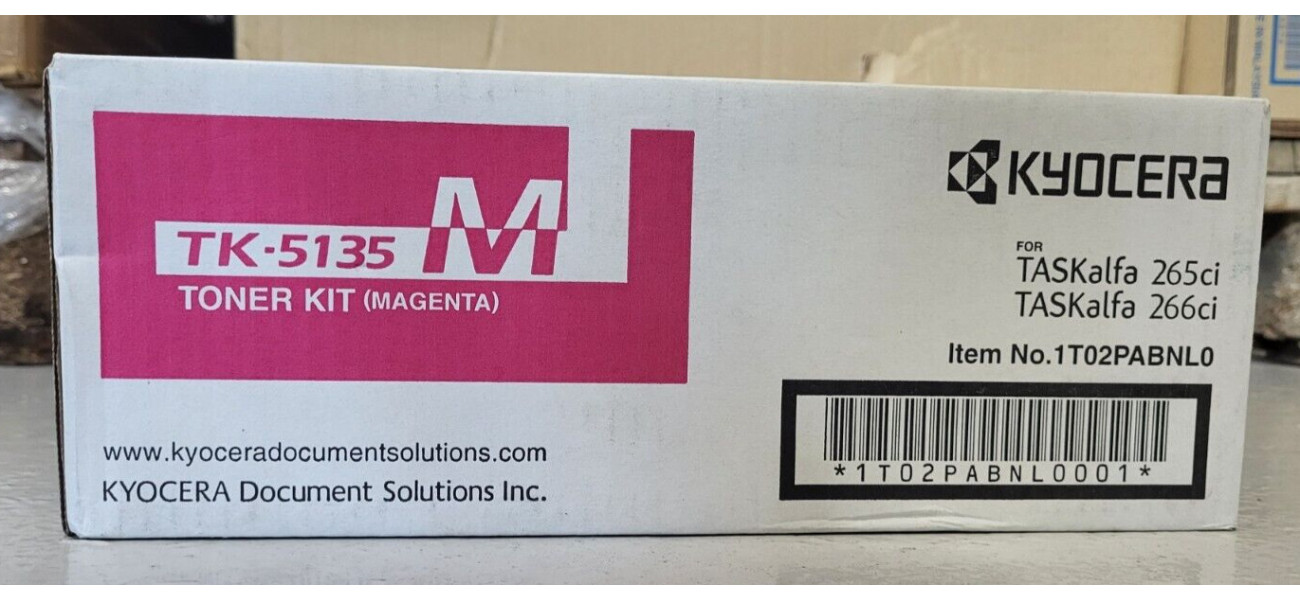 TK-5135 M
TONER KIT (MAGENTA)
www.kyoceradocumentsolutions.com
KYOCERA Document Solutions Inc.
KYOCERA
FOR
TASKalfa 265ci
TASKalfa 266ci
Item No.1T02PABNL0
*1T02PABNL0001*